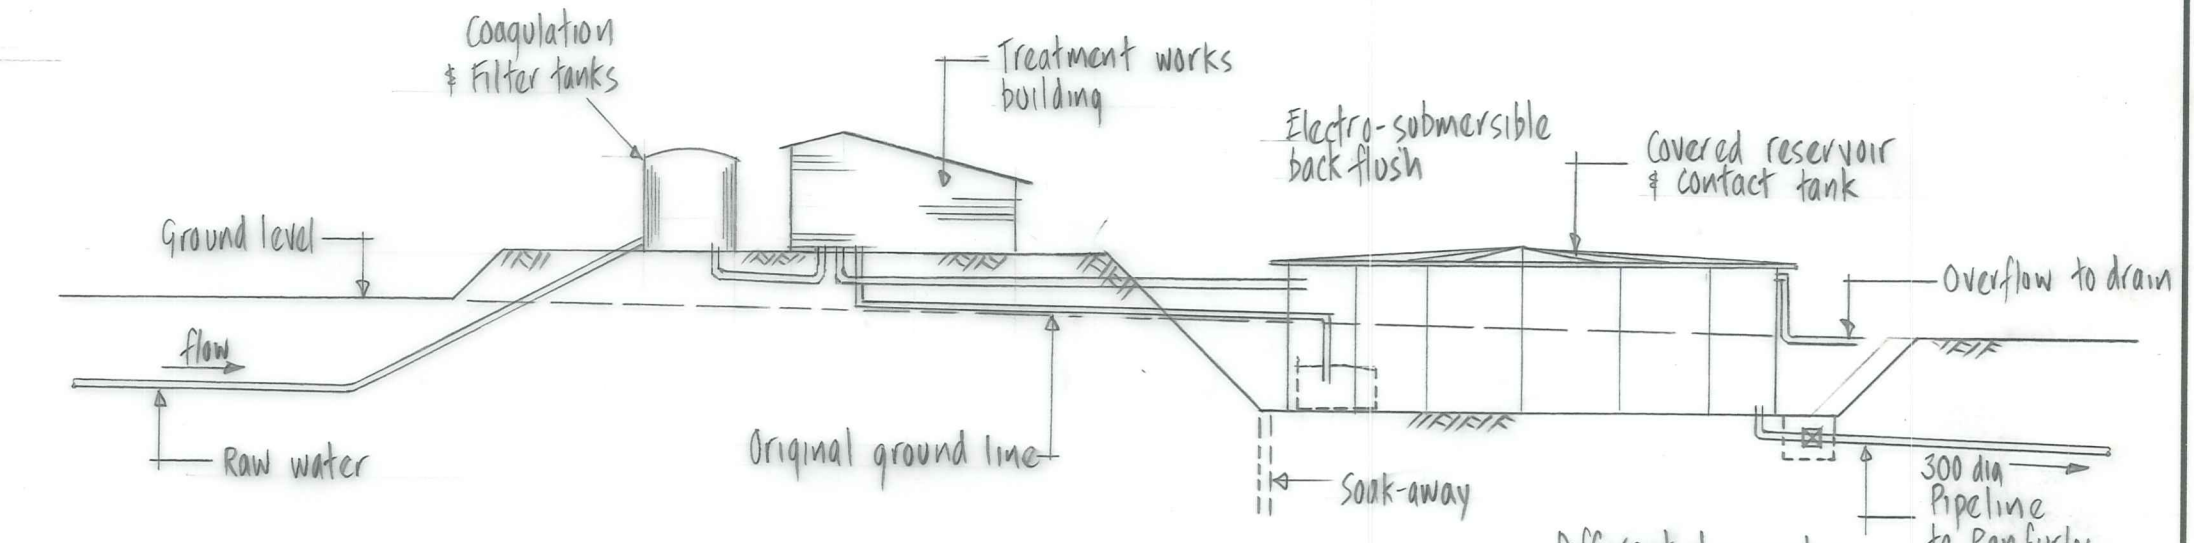 Coagulation
& Filter tanks
Treatment works
building
Electro-submersible
back flush
Covered reservoir
& contact tank
Ground level
Overflow to drain
flow
Raw water
Original ground line
Soak-away
300 dia
Pipeline
to